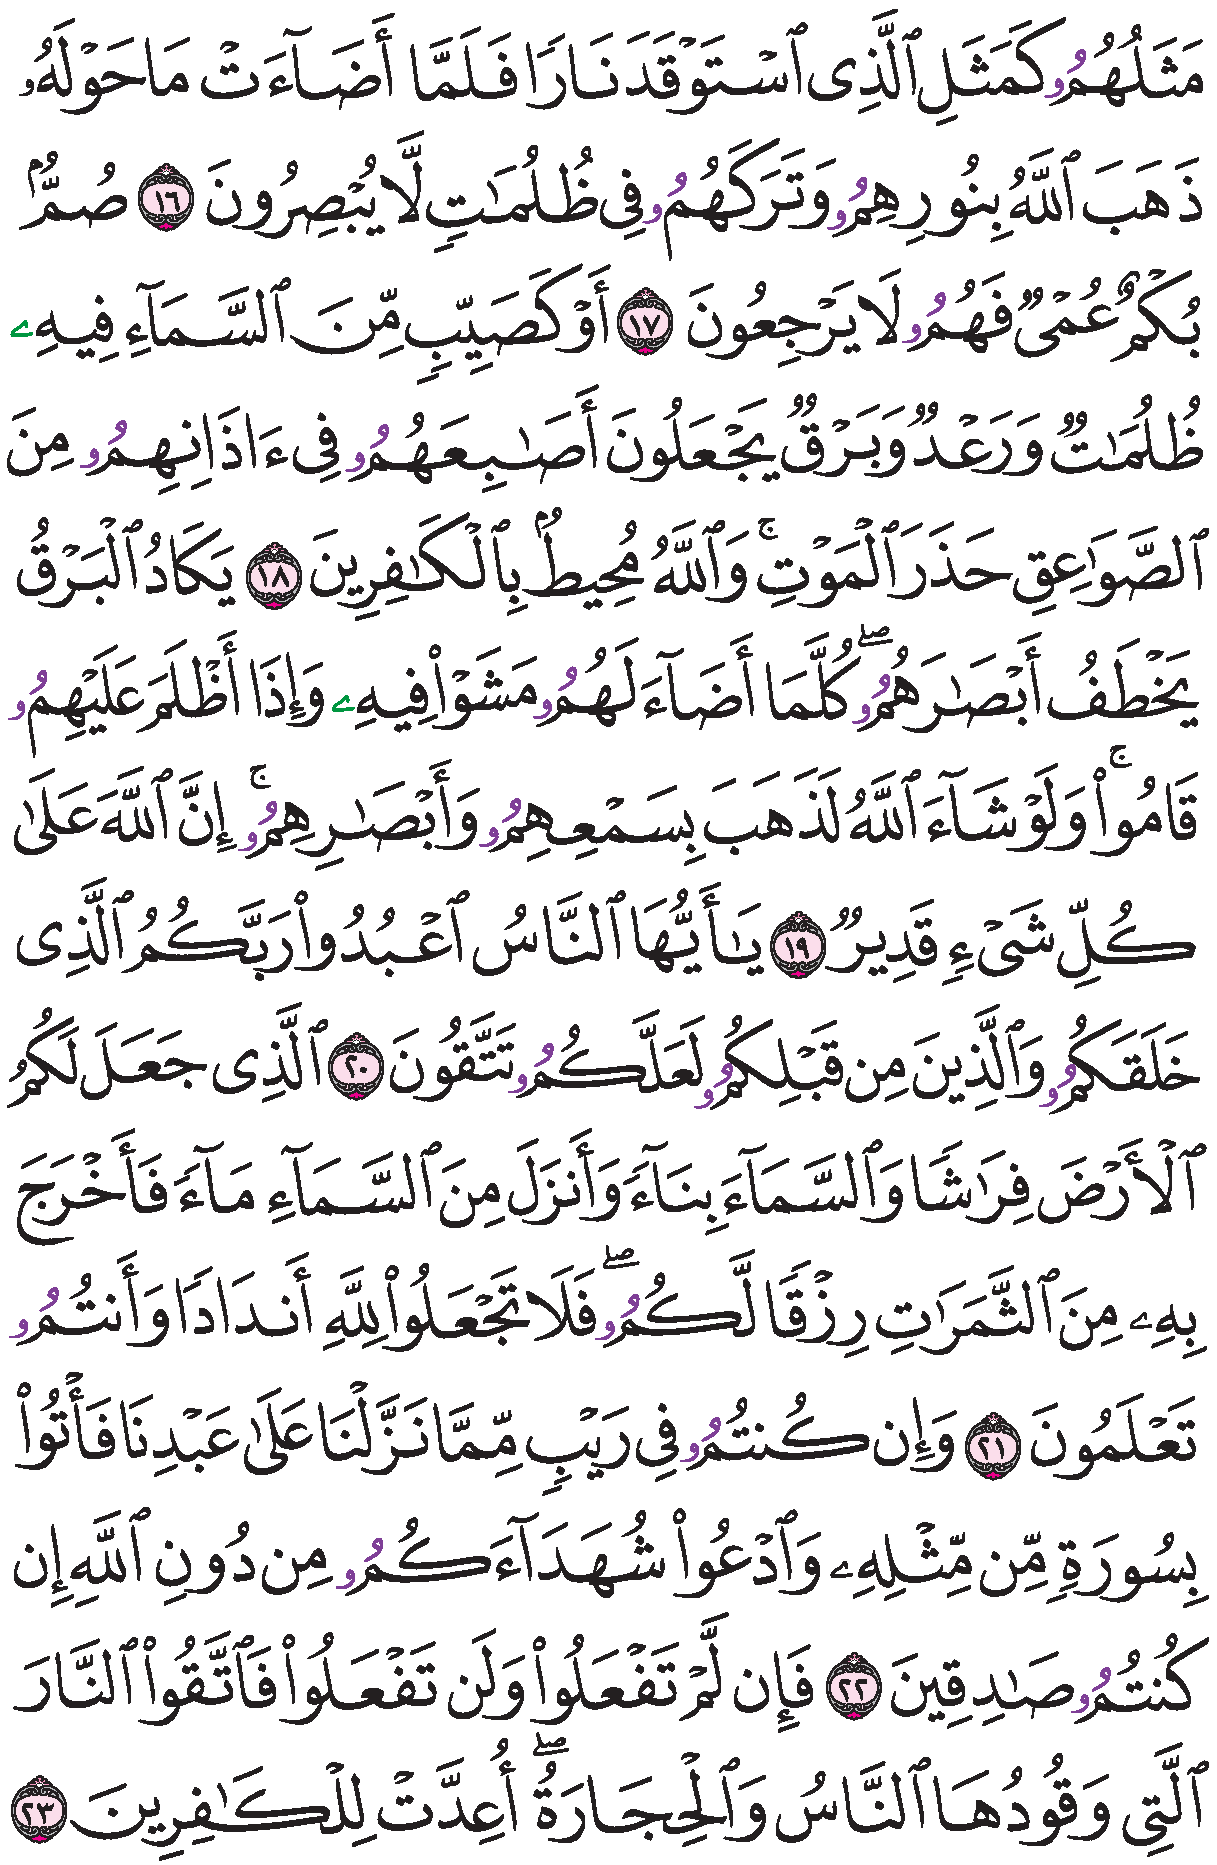 مَثَلُهُمُۥ كَمَثَلِ ٱلَّذِى ٱسْتَوْقَدَ نَارًا فَلَمَّا أَضَآءَتْ مَا حَوْلَهُۥ
ذَهَبَ ٱللَّهُ بِنُورِهِمُۥ وَتَرَكَهُمُۥ فِى ظُلُمَٰتٍ لَّا يُبْصِرُونَ ١٦ صُمُّۢ
بُكْمٌ عُمْىٌ فَهُمُۥ لَا يَرْجِعُونَ ١٧ أَوْ كَصَيِّبٍ مِّنَ ٱلسَّمَآءِ فِيهِۦ
ظُلُمَٰتٌ وَرَعْدٌ وَبَرْقٌ يَجْعَلُونَ أَصَٰبِعَهُمُۥ فِىٓ ءَاذَانِهِمُۥ مِنَ
ٱلصَّوَٰعِقِ حَذَرَ ٱلْمَوْتِ ۚ وَٱللَّهُ مُحِيطُۢ بِٱلْكَٰفِرِينَ ١٨ يَكَادُ ٱلْبَرْقُ
يَخْطَفُ أَبْصَٰرَهُمُۥ ۖ كُلَّمَا أَضَآءَ لَهُمُۥ مَشَوْا۟ فِيهِۦ وَإِذَا أَظْلَمَ عَلَيْهِمُۥ
قَامُوا۟ ۚ وَلَوْ شَآءَ ٱللَّهُ لَذَهَبَ بِسَمْعِهِمُۥ وَأَبْصَٰرِهِمُۥ ۚ إِنَّ ٱللَّهَ عَلَىٰ
كُلِّ شَىْءٍ قَدِيرٌ ١٩ يَٰأَيُّهَا ٱلنَّاسُ ٱعْبُدُوا۟ رَبَّكُمُ ٱلَّذِى
خَلَقَكُمُۥ وَٱلَّذِينَ مِن قَبْلِكُمُۥ لَعَلَّكُمُۥ تَتَّقُونَ ٢٠ ٱلَّذِى جَعَلَ لَكُمُ
ٱلْأَرْضَ فِرَٰشًا وَٱلسَّمَآءَ بِنَآءً وَأَنزَلَ مِنَ ٱلسَّمَآءِ مَآءً فَأَخْرَجَ
بِهِۦ مِنَ ٱلثَّمَرَٰتِ رِزْقًا لَّكُمُۥ ۖ فَلَا تَجْعَلُوا۟ لِلَّهِ أَندَادًا وَأَنتُمُۥ
تَعْلَمُونَ ٢١ وَإِن كُنتُمُۥ فِى رَيْبٍ مِّمَّا نَزَّلْنَا عَلَىٰ عَبْدِنَا فَأْتُوا۟
بِسُورَةٍ مِّن مِّثْلِهِۦ وَٱدْعُوا۟ شُهَدَآءَكُمُۥ مِن دُونِ ٱللَّهِ إِن
كُنتُمُۥ صَٰدِقِينَ ٢٢ فَإِن لَّمْ تَفْعَلُوا۟ وَلَن تَفْعَلُوا۟ فَٱتَّقُوا۟ ٱلنَّارَ
ٱلَّتِى وَقُودُهَا ٱلنَّاسُ وَٱلْحِجَارَةُ ۖ أُعِدَّتْ لِلْكَٰفِرِينَ ٢٣